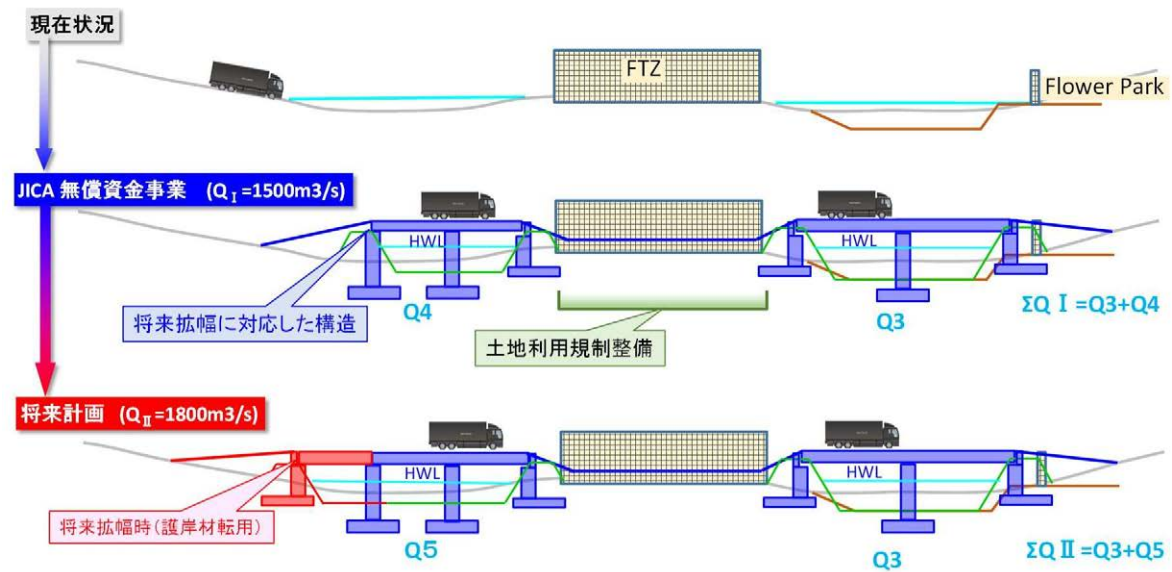 現在状況
FTZ
Flower Park
JICA 無償資金事業 (QⅠ=1500m3/s)
HWL
HWL
将来拡幅に対応した構造
Q4
Q3
ΣQ Ⅰ =Q3+Q4
土地利用規制整備
将来計画 (QⅡ=1800m3/s)
HWL
HWL
将来拡幅時(護岸材転用)
Q5
Q3
ΣQ Ⅱ =Q3+Q5